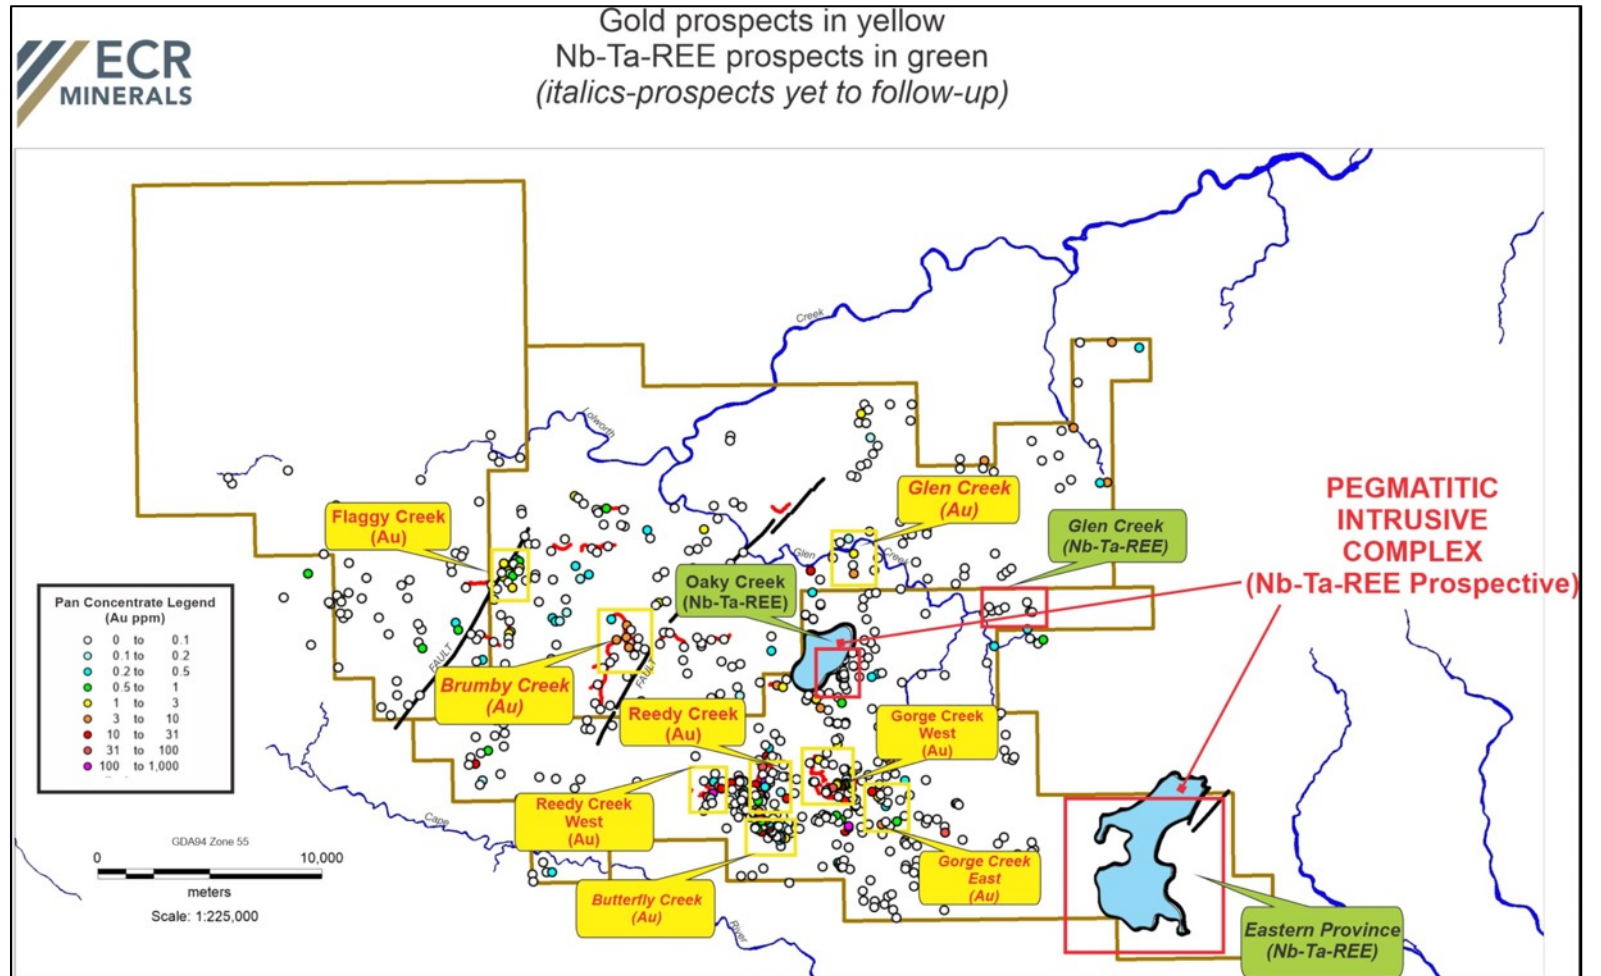 Gold prospects in yellow
Nb-Ta-REE prospects in green
(italics-prospects yet to follow-up)
ECR
MINERALS
Creek
Lolworth
Glen Creek
(Au)
Flaggy Creek
(Au)
Glen Creek
(Nb-Ta-REE)
PEGMATITIC
INTRUSIVE
COMPLEX
(Nb-Ta-REE Prospective)
Glen
Creek
Oaky Creek
(Nb-Ta-REE)
Pan Concentrate Legend
(Au ppm)
0 to 0.1
0.1 to 0.2
0.2 to 0.5
0.5 to 1
1 to 3
3 to 10
10 to 31
31 to 100
100 to 1,000
FAULT
FAULT
Brumby Creek
(Au)
Reedy Creek
(Au)
Gorge Creek
West
(Au)
Reedy Creek
West
(Au)
Cape
GDA94 Zone 55
0 10,000
meters
Scale: 1:225,000
Gorge Creek
East
(Au)
Butterfly Creek
(Au)
River
Eastern Province
(Nb-Ta-REE)